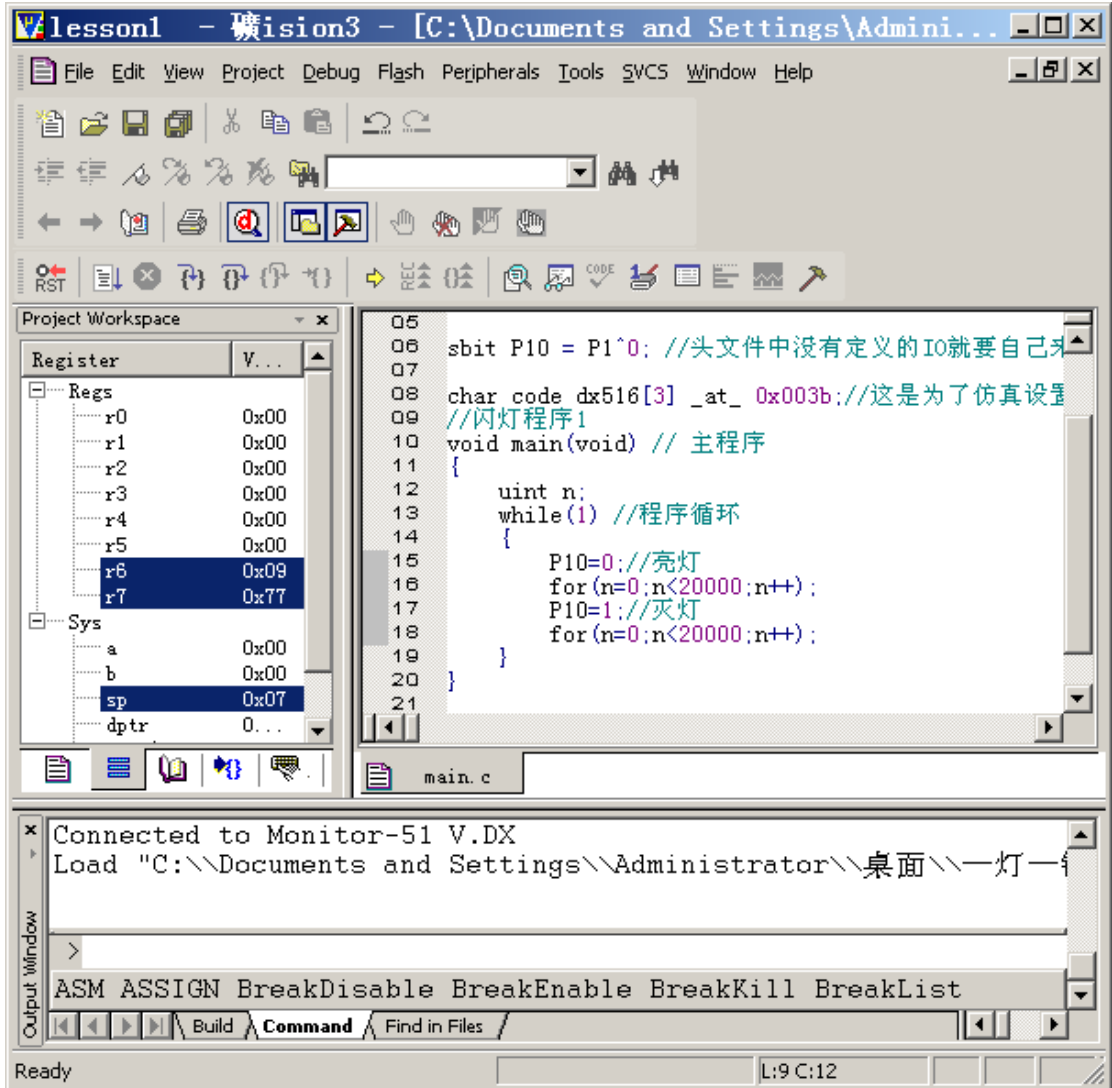 lesson1 - 礦ision3 - [C:\Documents and Settings\Admini...
File Edit View Project Debug Flash Peripherals Tools SVCS Window Help
RST
CODE
Project Workspace
Register V...
Regs
r0 0x00
r1 0x00
r2 0x00
r3 0x00
r4 0x00
r5 0x00
r6 0x09
r7 0x77
Sys
a 0x00
b 0x00
sp 0x07
dptr 0...
05
06 sbit P10 = P1^0; //头文件中没有定义的IO就要自己来
07
08 char code dx516[3] _at_ 0x003b;//这是为了仿真设置
09 //闪灯程序1
10 void main(void) // 主程序
11 {
12 uint n;
13 while(1) //程序循环
14 {
15 P10=0;//亮灯
16 for(n=0;n<20000;n++);
17 P10=1;//灭灯
18 for(n=0;n<20000;n++);
19 }
20 }
21
main.c
Connected to Monitor-51 V.DX
Load "C:\\Documents and Settings\\Administrator\\桌面\\一灯一
>
ASM ASSIGN BreakDisable BreakEnable BreakKill BreakList
Output Window
Build Command Find in Files
Ready L:9 C:12